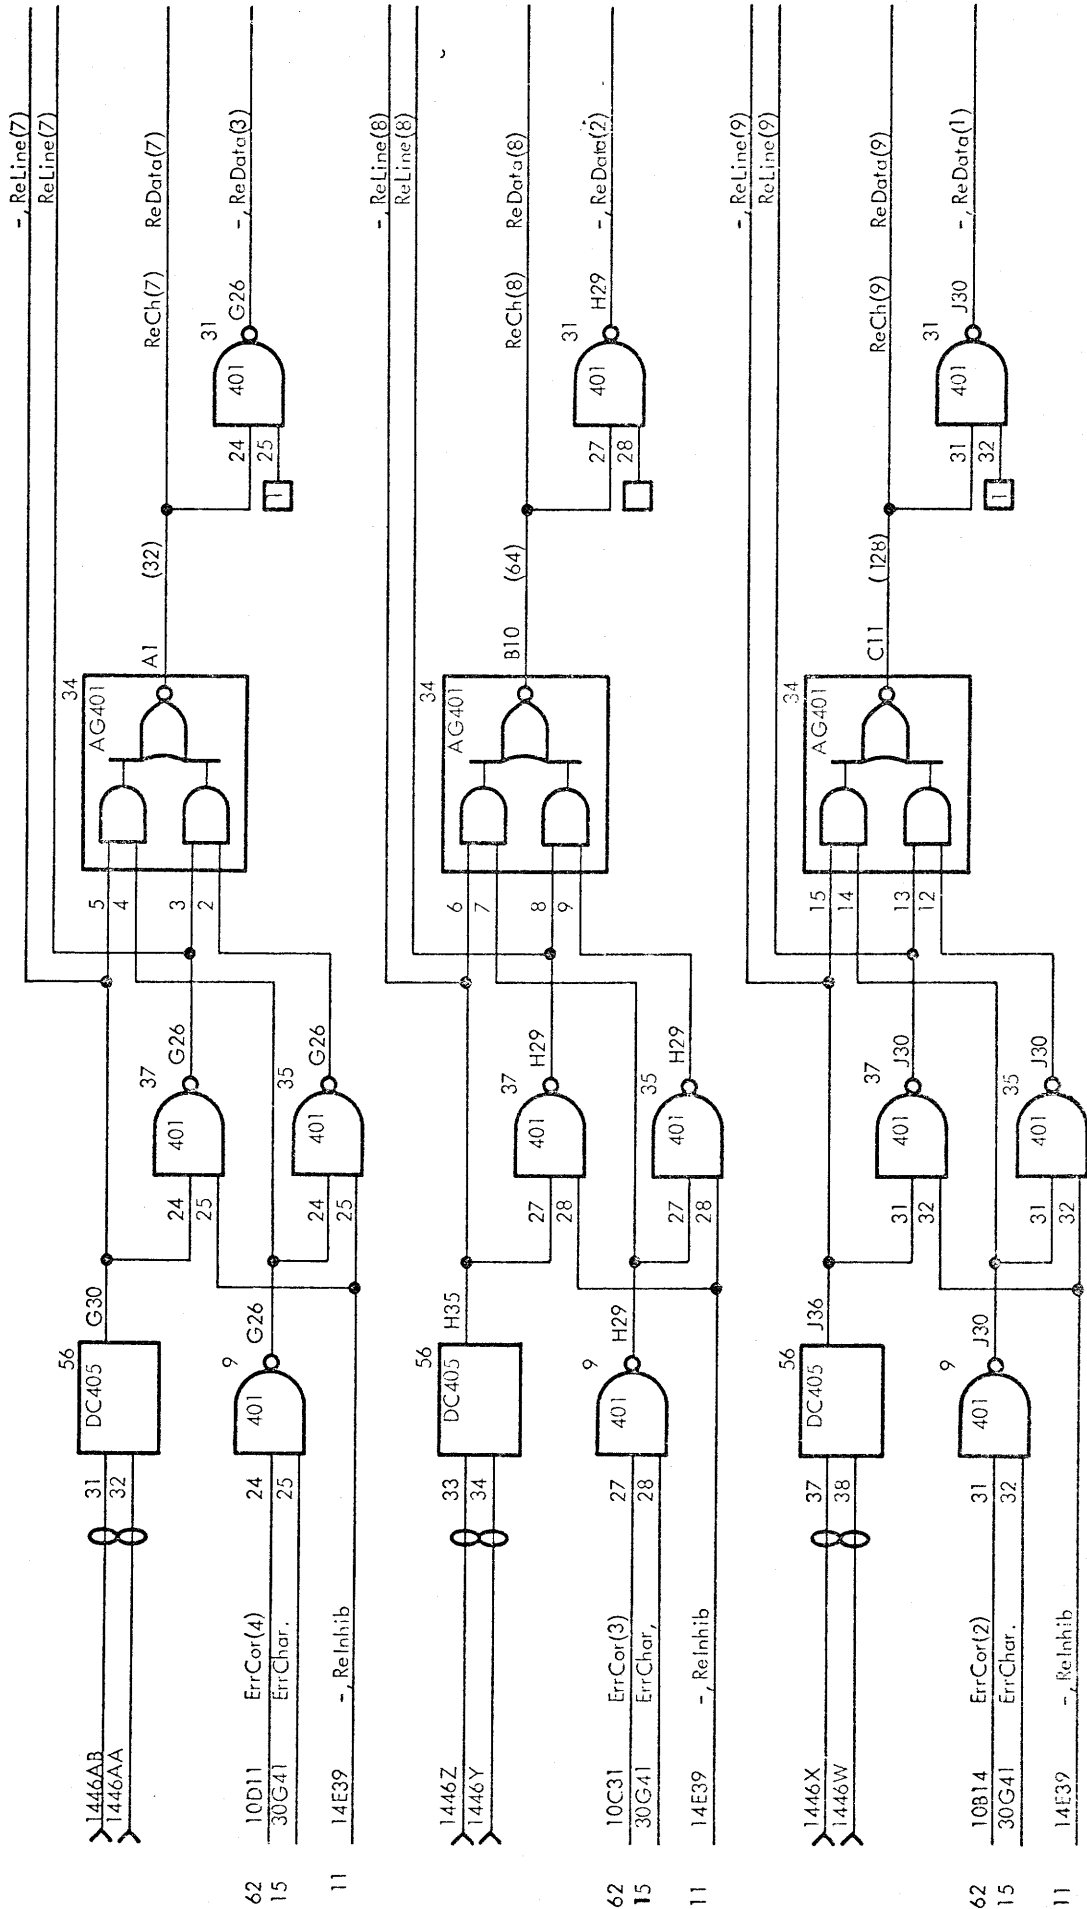 -,ReLine(7)
ReLine(7)
ReCh(7) ReData(7)
-,ReData(3)
(32)
34
AG401
A1
5
4
3
2
31
401
G26
24
25
1
56
DC405
G30
31
32
1446AB
1446AA
37
401
G26
24
25
35
401
G26
24
25
9
401
G26
24
25
62 10D11 ErrCor(4)
15 30G41 ErrChar.
11 14E39 -,ReInhib
-,ReLine(8)
ReLine(8)
ReCh(8) ReData(8)
-,ReData(2)
(64)
34
AG401
B10
6
7
8
9
31
401
H29
27
28
56
DC405
H35
33
34
1446Z
1446Y
37
401
H29
27
28
35
401
H29
27
28
9
401
H29
27
28
62 10C31 ErrCor(3)
15 30G41 ErrChar,
11 14E39 -,ReInhib
-,ReLine(9)
ReLine(9)
ReCh(9) ReData(9)
-,ReData(1)
(128)
34
AG401
C11
15
14
13
12
31
401
J30
31
32
1
56
DC405
J36
37
38
1446X
1446W
37
401
J30
31
32
35
401
J30
31
32
9
401
J30
31
32
62 10B14 ErrCor(2)
15 30G41 ErrChar.
11 14E39 -,ReInhib